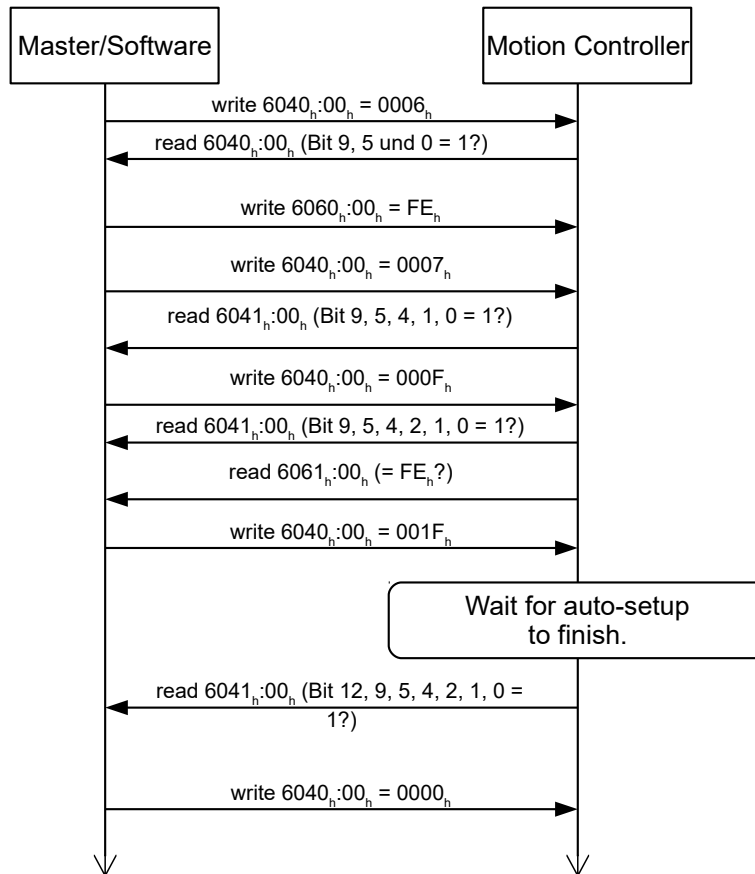 Master/Software
Motion Controller
write 6040ₕ:00ₕ = 0006ₕ
read 6040ₕ:00ₕ (Bit 9, 5 und 0 = 1?)
write 6060ₕ:00ₕ = FEₕ
write 6040ₕ:00ₕ = 0007ₕ
read 6041ₕ:00ₕ (Bit 9, 5, 4, 1, 0 = 1?)
write 6040ₕ:00ₕ = 000Fₕ
read 6041ₕ:00ₕ (Bit 9, 5, 4, 2, 1, 0 = 1?)
read 6061ₕ:00ₕ (= FEₕ?)
write 6040ₕ:00ₕ = 001Fₕ
Wait for auto-setup
to finish.
read 6041ₕ:00ₕ (Bit 12, 9, 5, 4, 2, 1, 0 =
1?)
write 6040ₕ:00ₕ = 0000ₕ